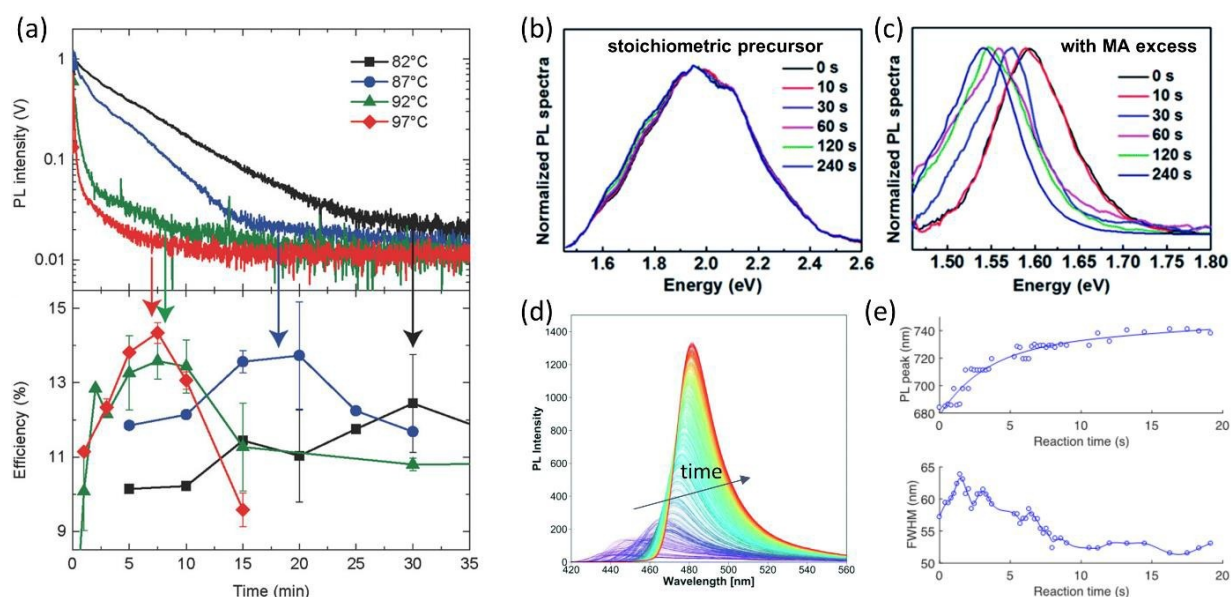 (a)
PL intensity (V)
1
0.1
0.01
82°C
87°C
92°C
97°C
Efficiency (%)
15
13
11
9
0 5 10 15 20 25 30 35
Time (min)
(b)
stoichiometric precursor
0 s
10 s
30 s
60 s
120 s
240 s
Normalized PL spectra
1.6 1.8 2.0 2.2 2.4 2.6
Energy (eV)
(c)
with MA excess
0 s
10 s
30 s
60 s
120 s
240 s
Normalized PL spectra
1.50 1.55 1.60 1.65 1.70 1.75 1.80
Energy (eV)
(d)
PL Intensity
1400
1200
1000
800
600
400
200
0
time
420 440 460 480 500 520 540 560
Wavelength [nm]
(e)
PL peak (nm)
740
720
700
680
0 5 10 15 20
Reaction time (s)
FWHM (nm)
65
60
55
50
0 5 10 15 20
Reaction time (s)